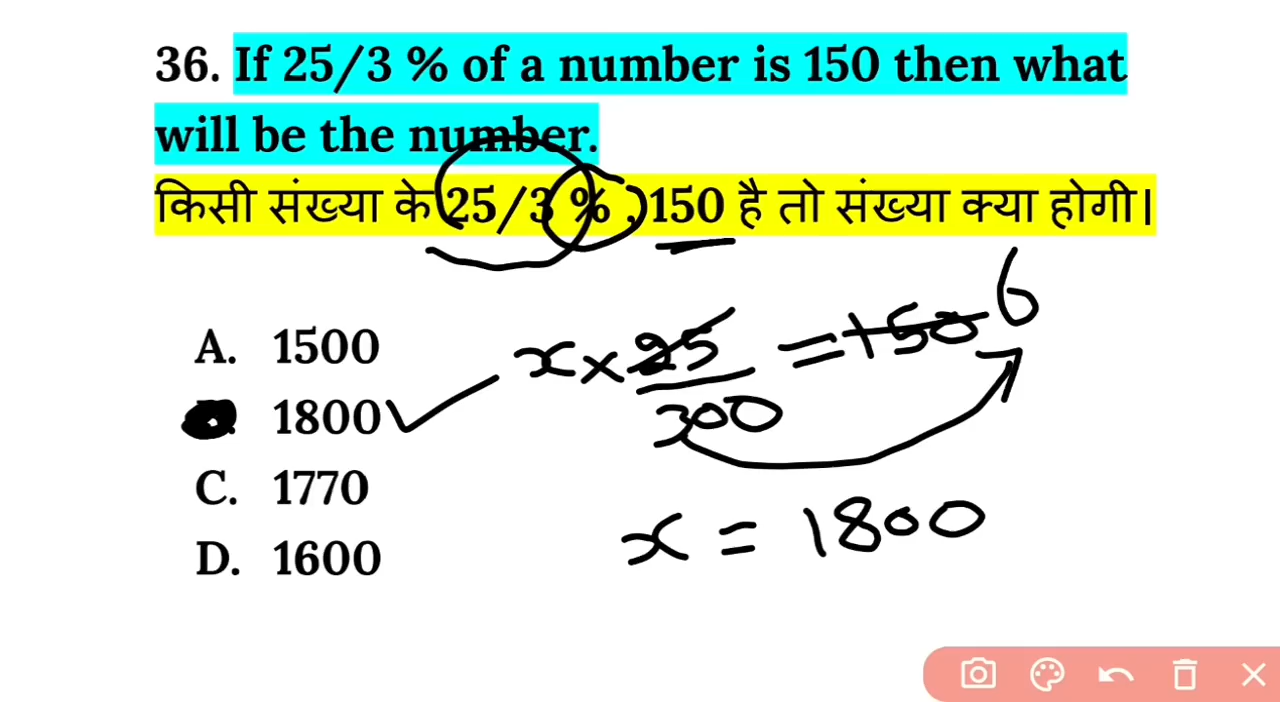 36. If 25/3 % of a number is 150 then what
will be the number.
किसी संख्या के 25/3 % , 150 है तो संख्या क्या होगी।
A. 1500
1800
C. 1770
D. 1600
x × 25/300 = 150 6
x = 1800